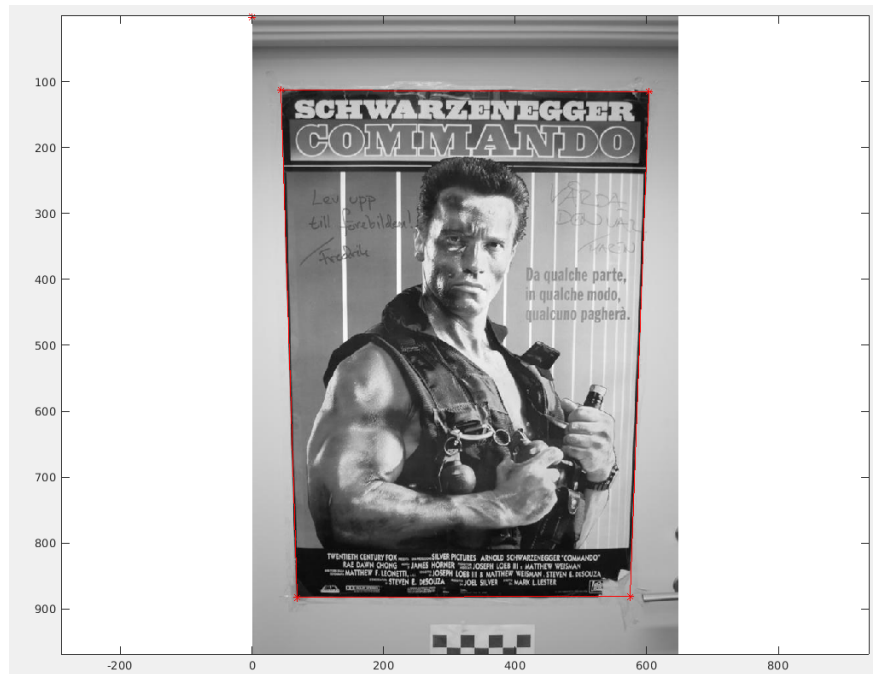 100
200
300
400
500
600
700
800
900
-200
0
200
400
600
800
SCHWARZENEGGER
COMMANDO
Lev upp
till förebilden!
/Fredrik
VÅRDA
DEN VÄL
Da qualche parte,
in qualche modo,
qualcuno pagherà.
TWENTIETH CENTURY FOX SILVER PICTURES ARNOLD SCHWARZENEGGER "COMMANDO"
RAE DAWN CHONG JAMES HORNER JOSEPH LOEB III & MATTHEW WEISMAN
MATTHEW F. LEONETTI, JOSEPH LOEB III & MATTHEW WEISMAN STEVEN E. DESOUZA
STEVEN E. DESOUZA JOEL SILVER MARK L. LESTER